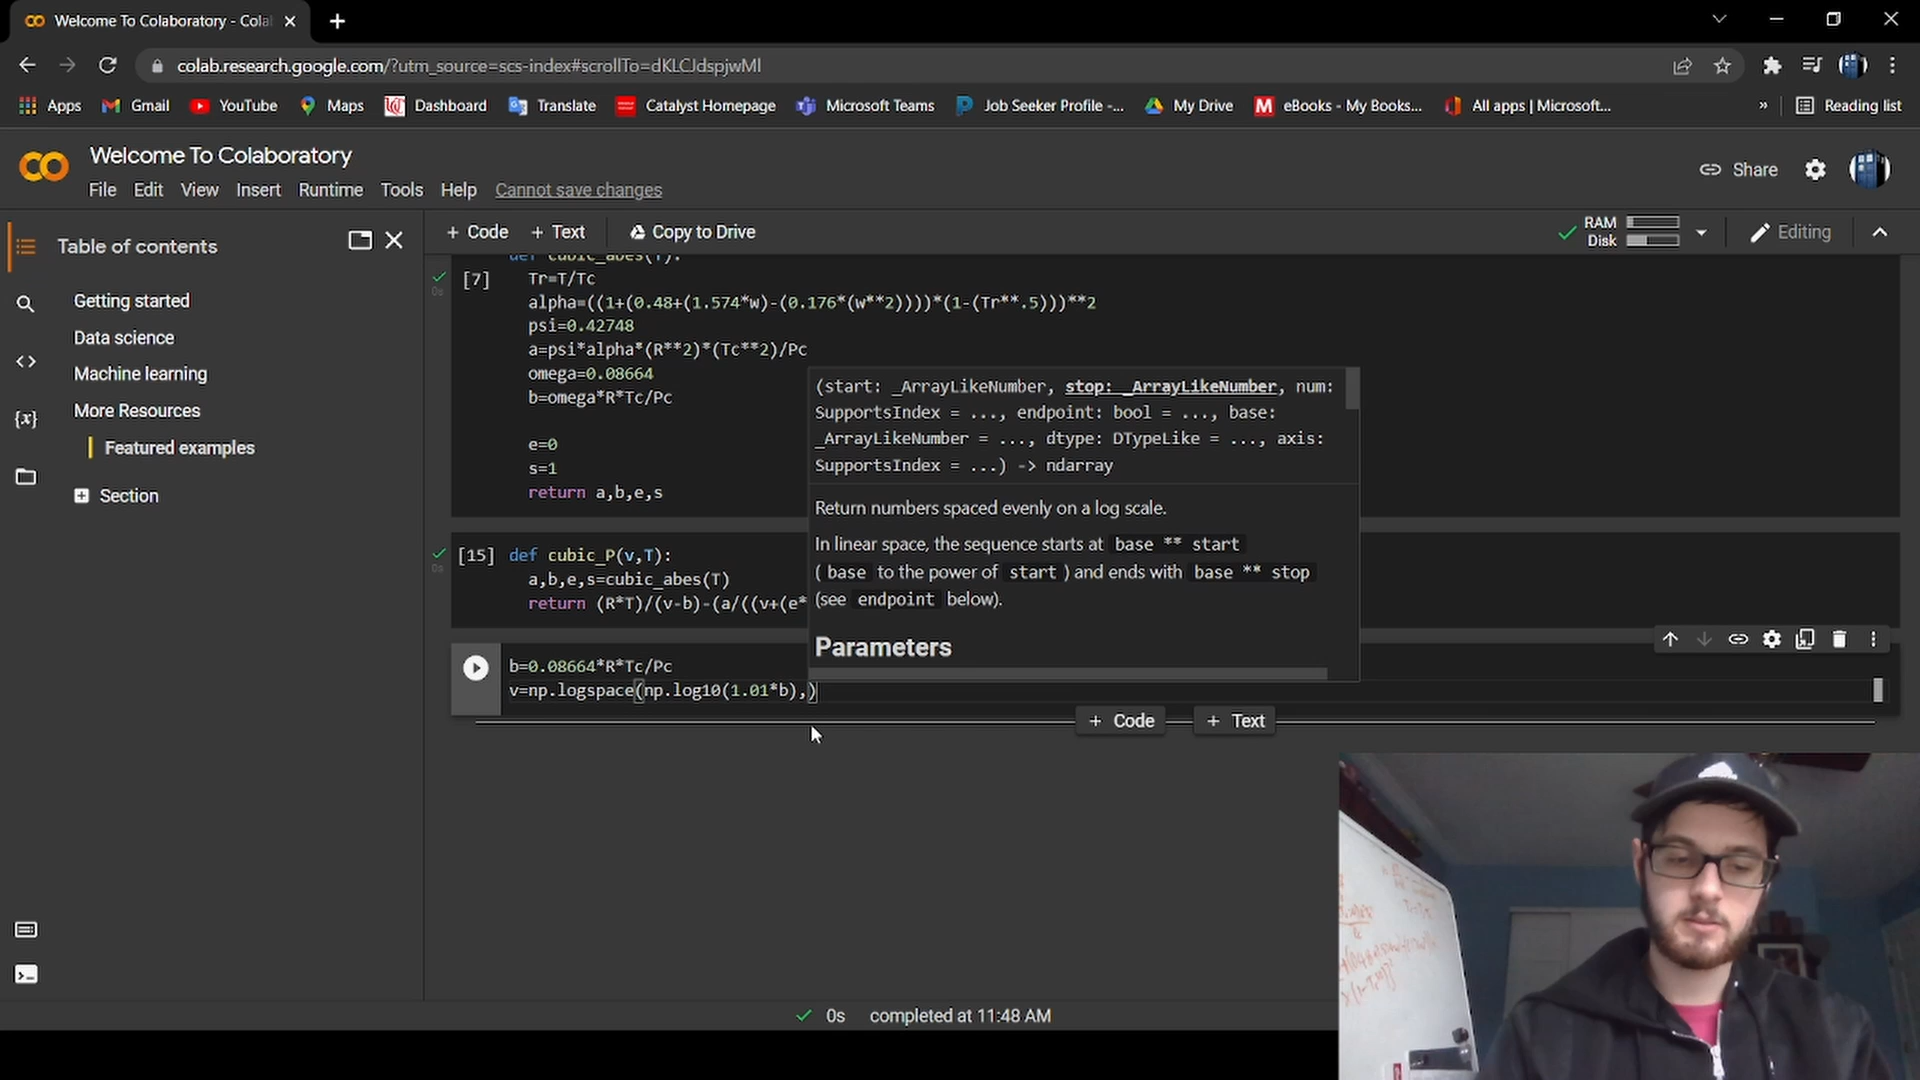 Welcome To Colaboratory - Cola
colab.research.google.com/?utm_source=scs-index#scrollTo=dKLCJdspjwMl
Apps Gmail YouTube Maps Dashboard Translate Catalyst Homepage Microsoft Teams Job Seeker Profile -... My Drive eBooks - My Books... All apps | Microsoft... » Reading list
Welcome To Colaboratory
File Edit View Insert Runtime Tools Help Cannot save changes
Share
Table of contents
+ Code + Text Copy to Drive
RAM
Disk
Editing
Getting started
Data science
Machine learning
More Resources
Featured examples
Section
def cubic_abes(T):
[7] Tr=T/Tc
alpha=((1+(0.48+(1.574*w)-(0.176*(w**2))))*(1-(Tr**.5)))**2
psi=0.42748
a=psi*alpha*(R**2)*(Tc**2)/Pc
omega=0.08664
b=omega*R*Tc/Pc
e=0
s=1
return a,b,e,s
(start: _ArrayLikeNumber, stop: _ArrayLikeNumber, num:
SupportsIndex = ..., endpoint: bool = ..., base:
_ArrayLikeNumber = ..., dtype: DTypeLike = ..., axis:
SupportsIndex = ...) -> ndarray
Return numbers spaced evenly on a log scale.
In linear space, the sequence starts at base ** start
( base to the power of start ) and ends with base ** stop
(see endpoint below).
Parameters
[15] def cubic_P(v,T):
a,b,e,s=cubic_abes(T)
return (R*T)/(v-b)-(a/((v+(e*
b=0.08664*R*Tc/Pc
v=np.logspace(np.log10(1.01*b),)
+ Code + Text
0s completed at 11:48 AM